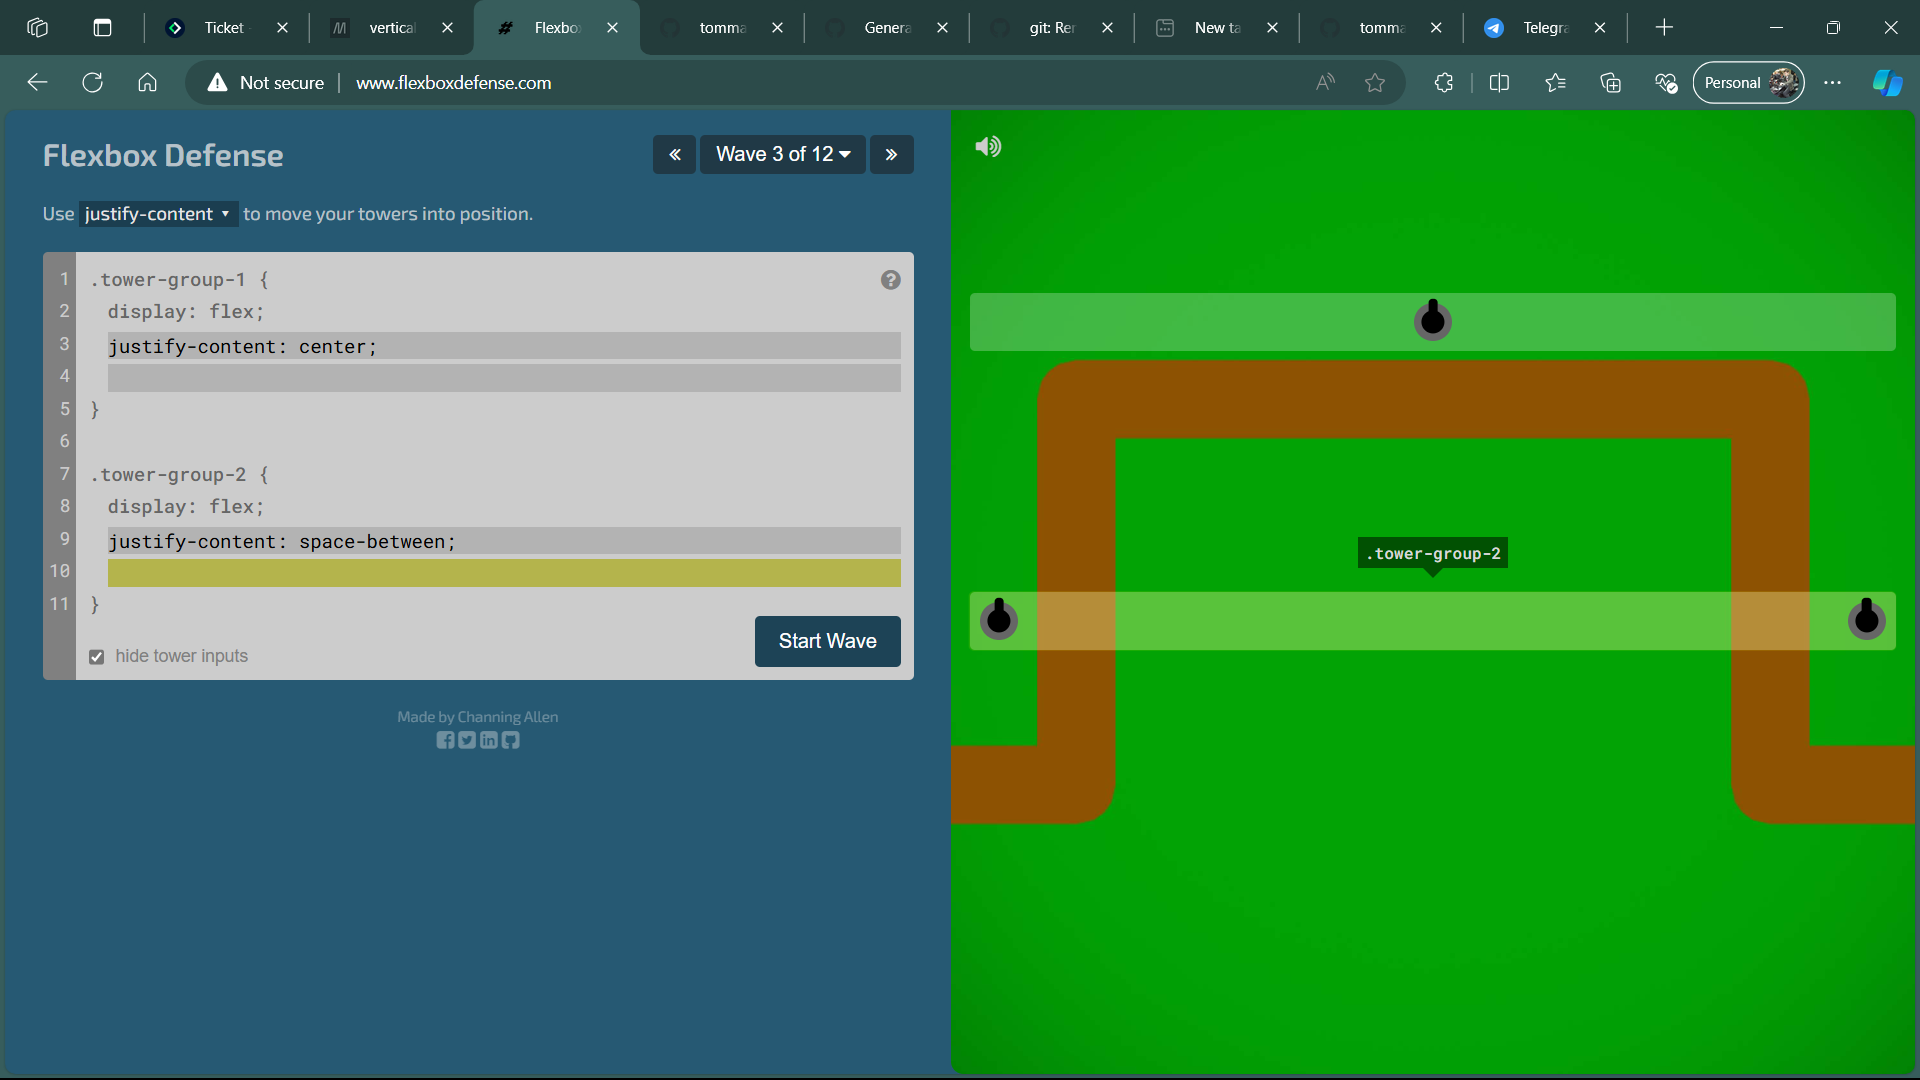 Ticket
vertical
Flexbo
tomma
Genera
git: Rer
New ta
tomma
Telegra
Not secure
www.flexboxdefense.com
Personal
Flexbox Defense
« Wave 3 of 12 »
Use justify-content to move your towers into position.
1 .tower-group-1 {
2 display: flex;
3 justify-content: center;
4
5 }
6
7 .tower-group-2 {
8 display: flex;
9 justify-content: space-between;
10
11 }
hide tower inputs
Start Wave
Made by Channing Allen
.tower-group-2